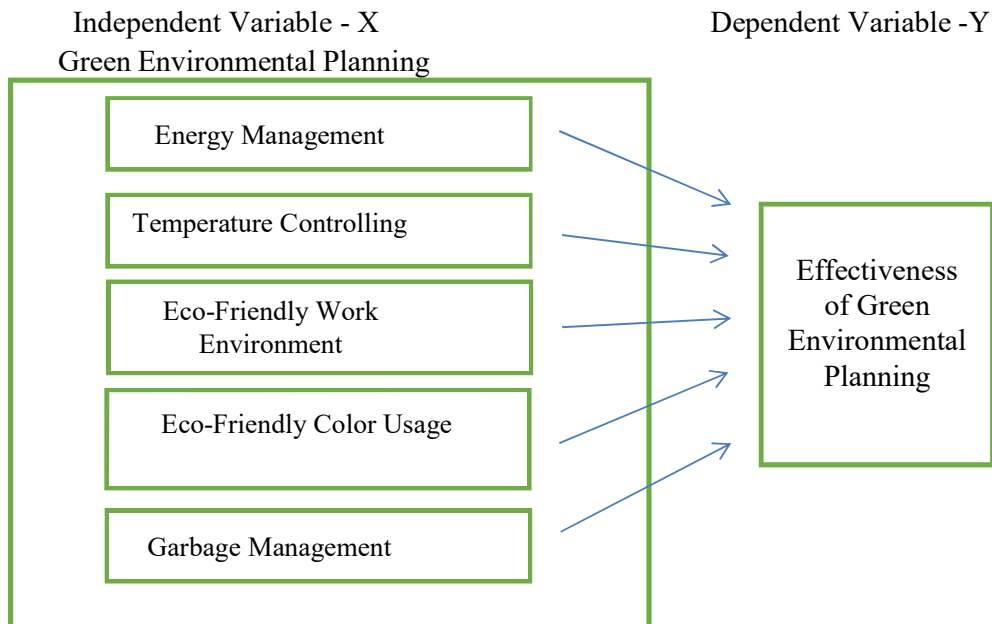 Independent Variable - X
Dependent Variable -Y
Green Environmental Planning
Energy Management
Temperature Controlling
Eco-Friendly Work
Environment
Eco-Friendly Color Usage
Garbage Management
Effectiveness
of Green
Environmental
Planning